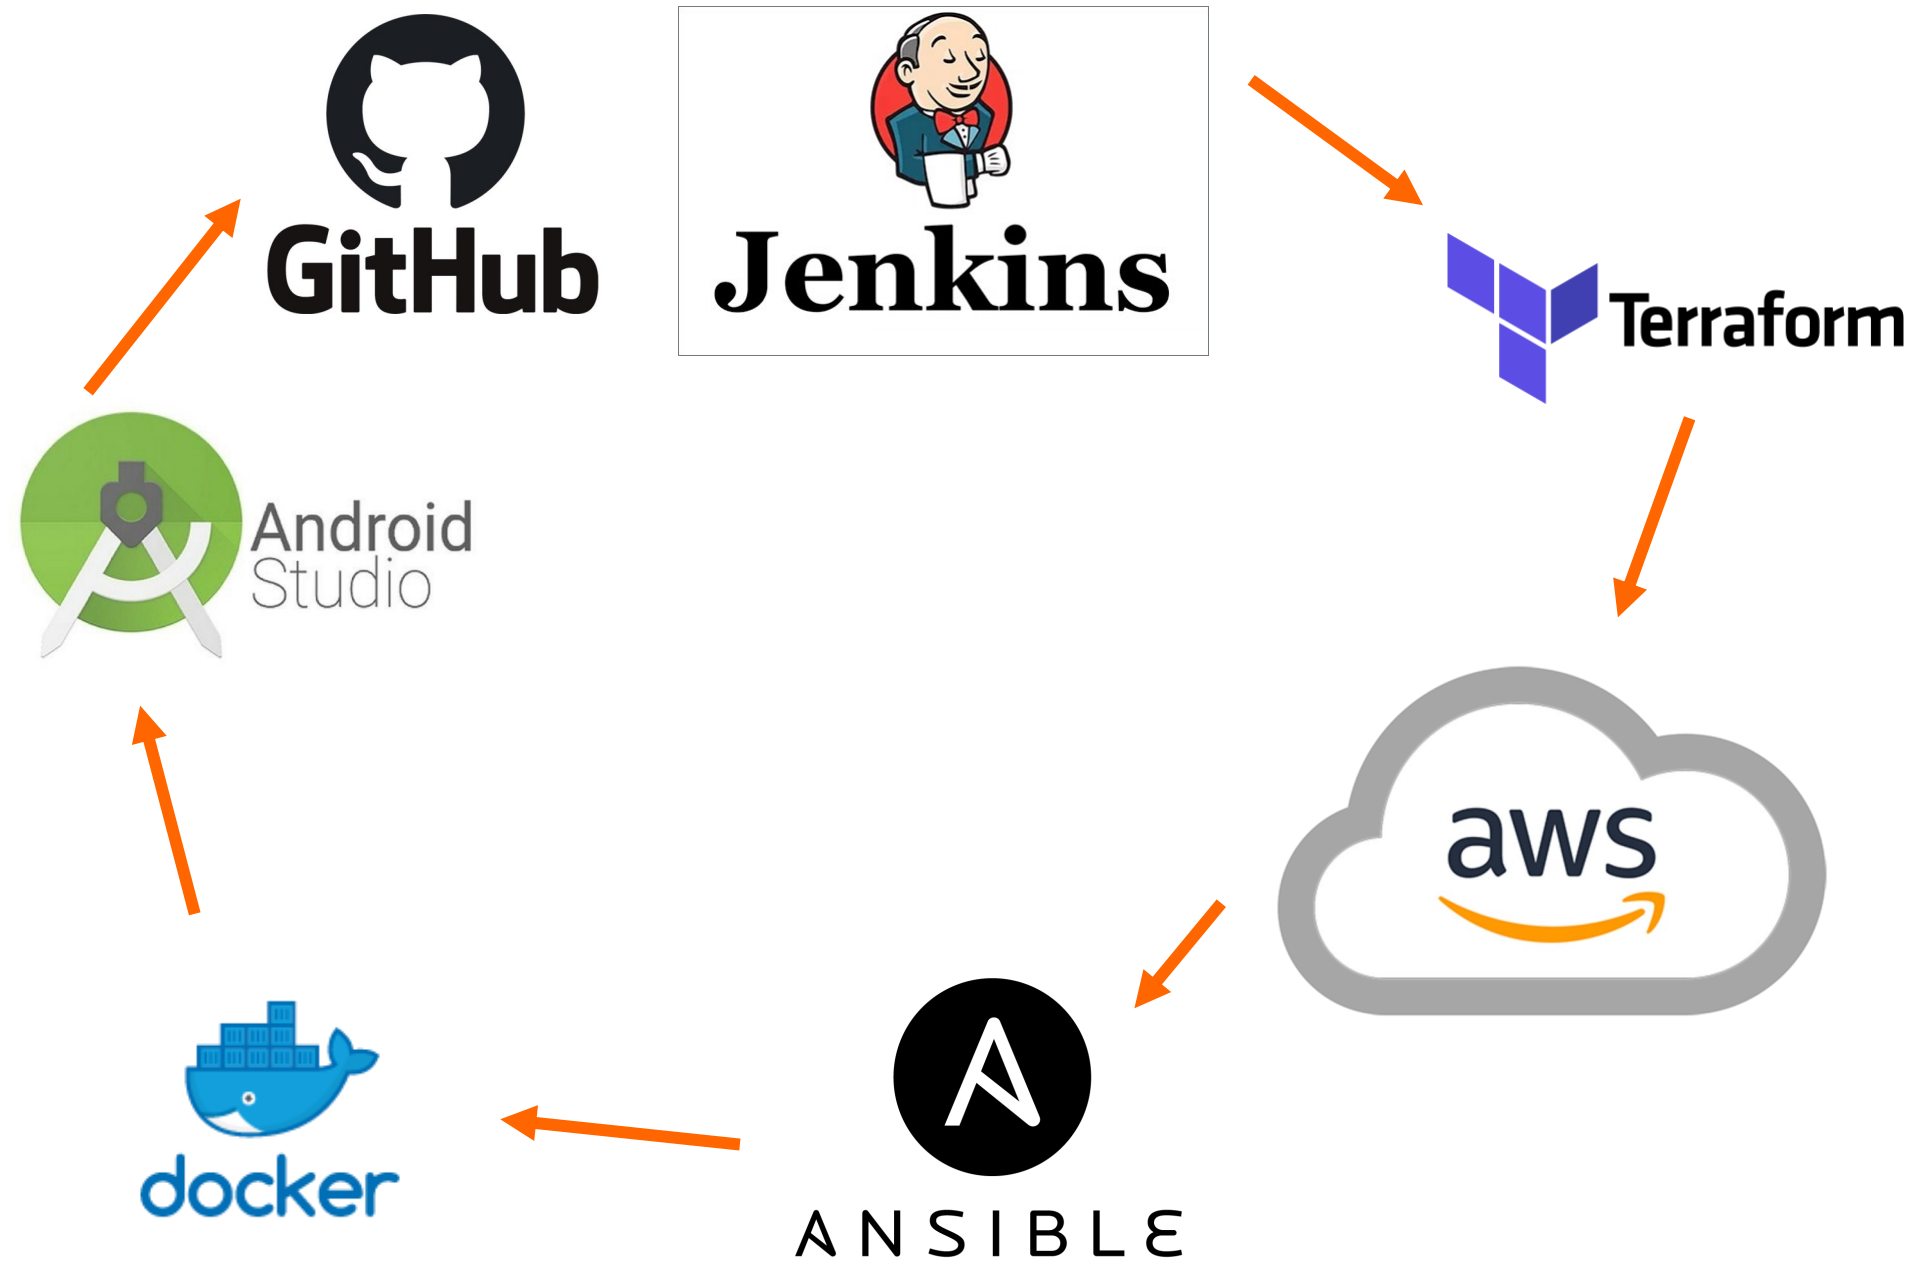 GitHub
Jenkins
Terraform
Android
Studio
aws
docker
ANSIBLE